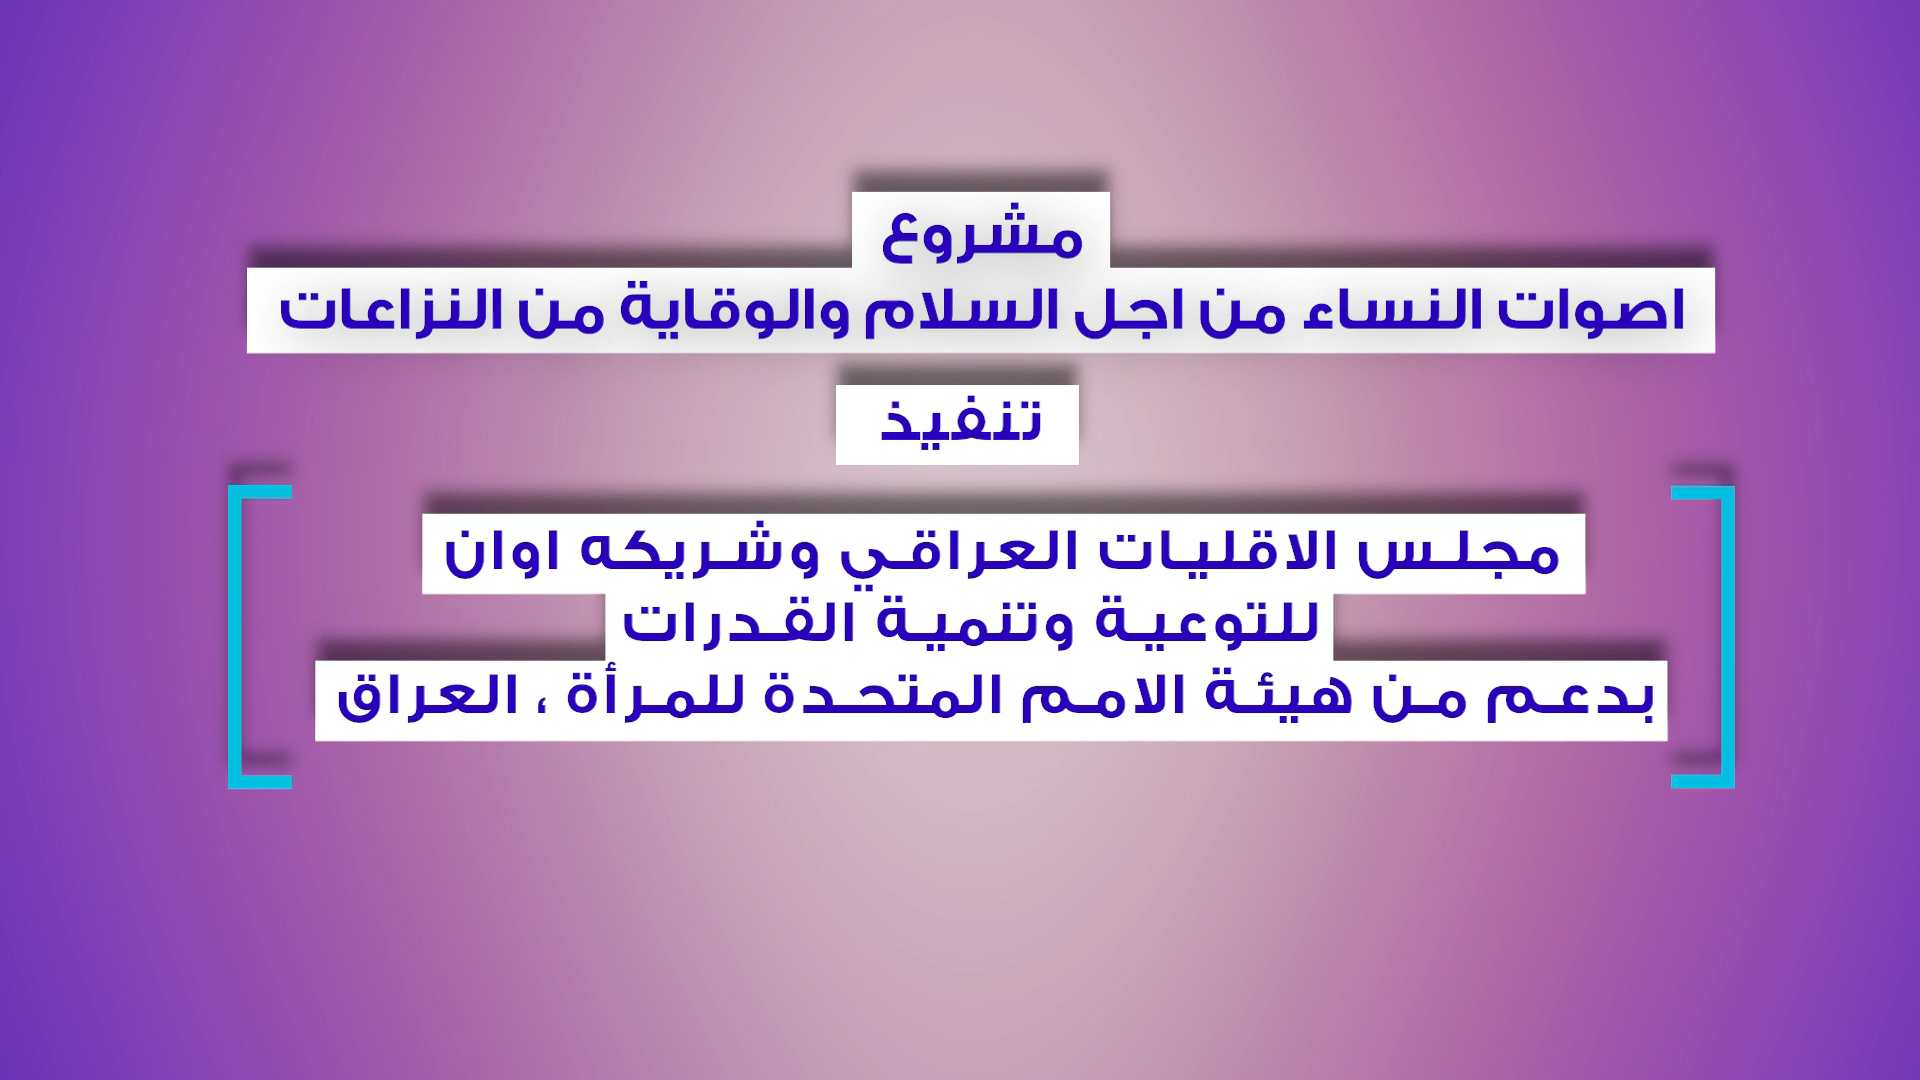 مشروع
اصوات النساء من اجل السلام والوقاية من النزاعات
تنفيذ
مجلس الاقليات العراقي وشريكه اوان
للتوعية وتنمية القدرات
بدعم من هيئة الامم المتحدة للمرأة ، العراق